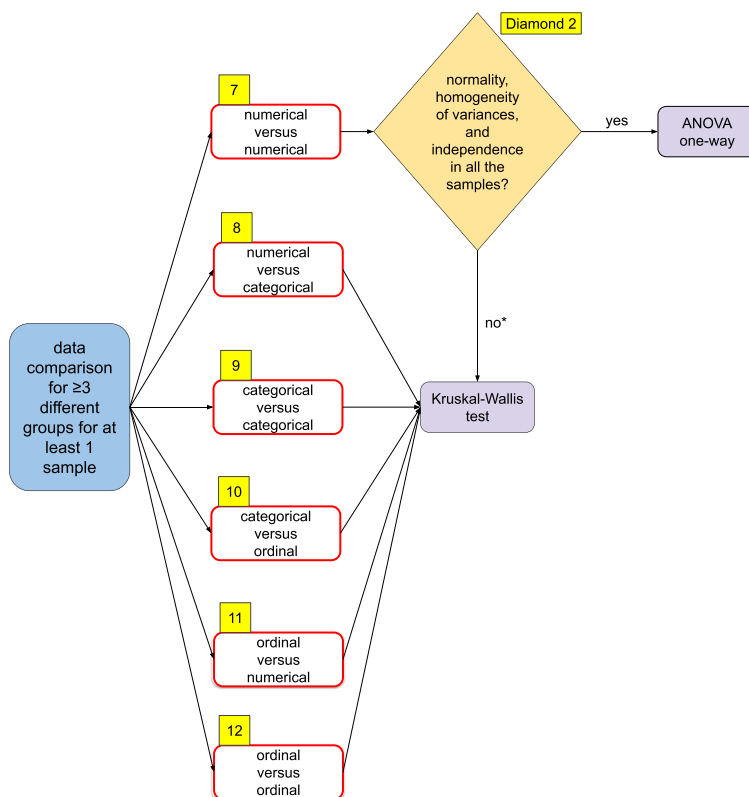 Diamond 2
7
numerical
versus
numerical
normality,
homogeneity
of variances,
and
independence
in all the
samples?
yes
ANOVA
one-way
8
numerical
versus
categorical
no*
data
comparison
for ≥3
different
groups for at
least 1
sample
9
categorical
versus
categorical
Kruskal-Wallis
test
10
categorical
versus
ordinal
11
ordinal
versus
numerical
12
ordinal
versus
ordinal